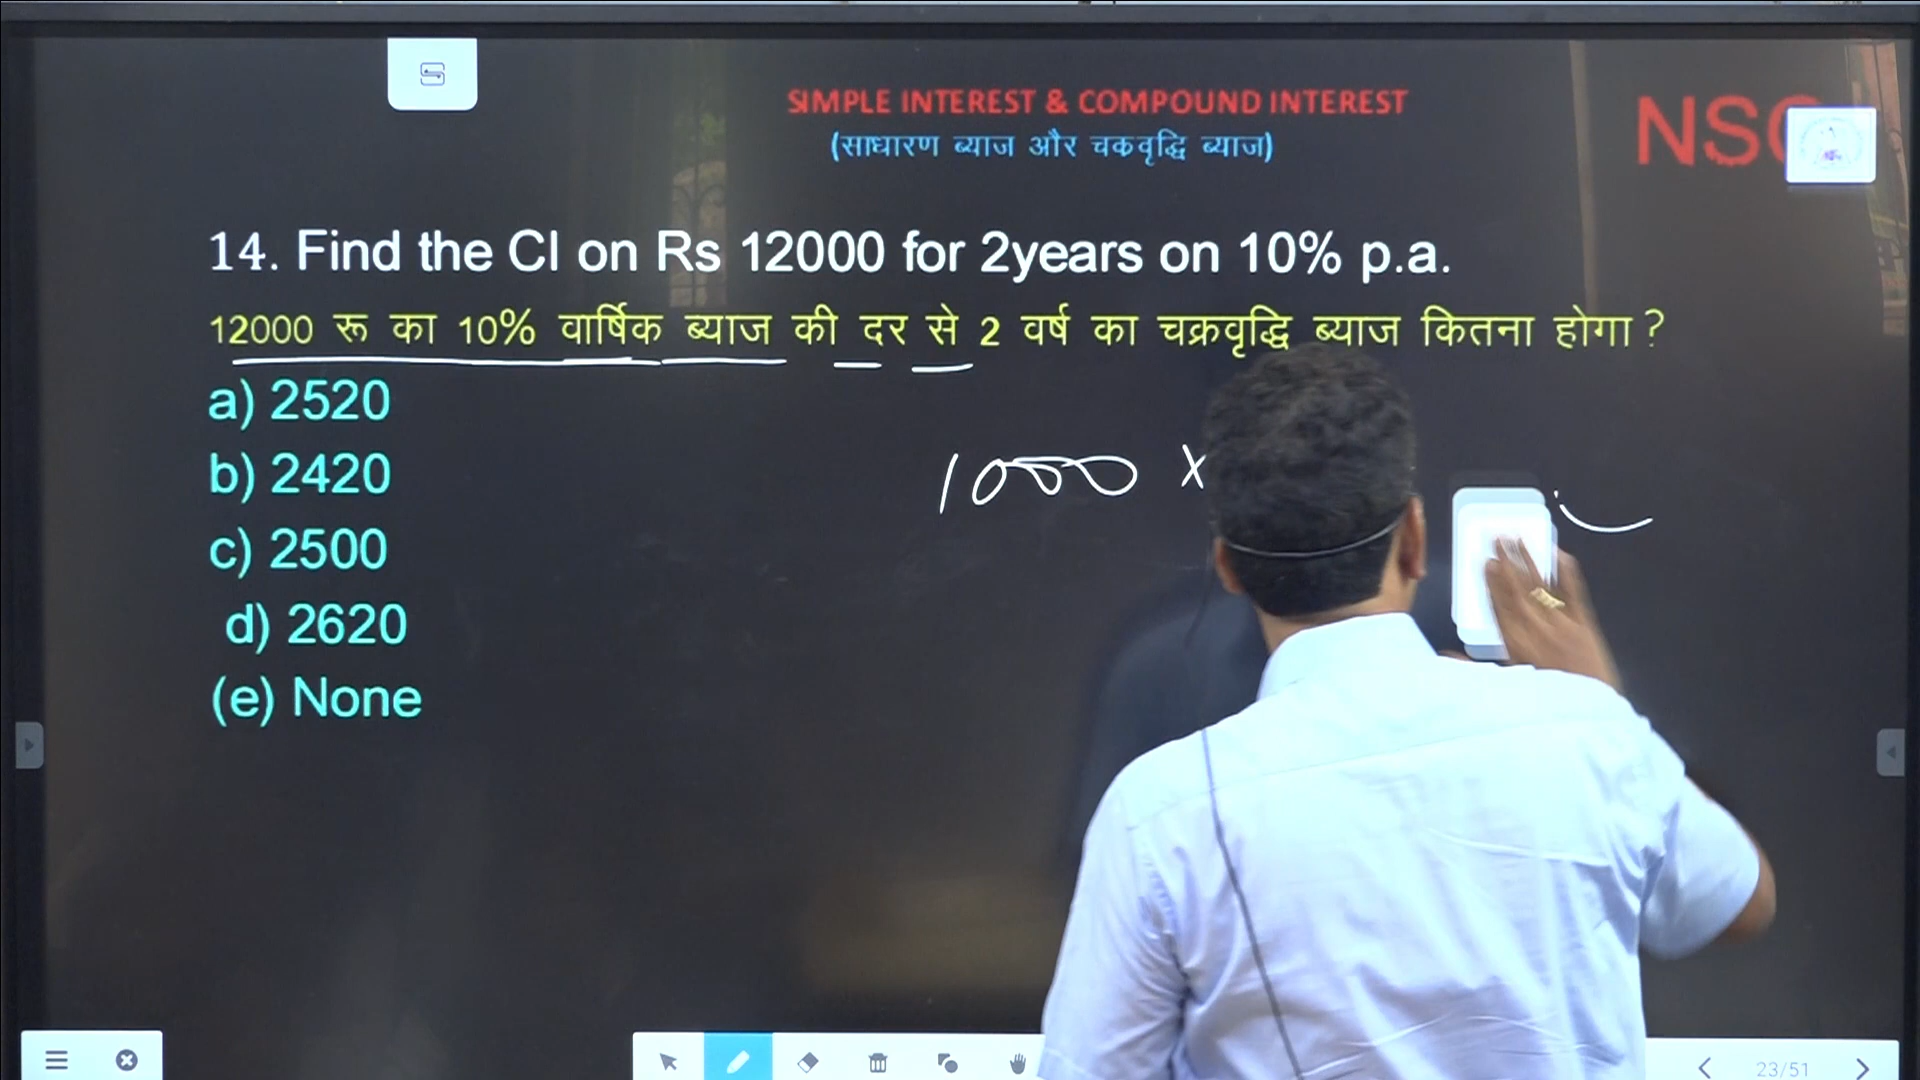 SIMPLE INTEREST & COMPOUND INTEREST
(साधारण ब्याज और चक्रवृद्धि ब्याज)
14. Find the CI on Rs 12000 for 2years on 10% p.a.
12000 रू का 10% वार्षिक ब्याज की दर से 2 वर्ष का चक्रवृद्धि ब्याज कितना होगा ?
a) 2520
b) 2420
c) 2500
d) 2620
(e) None
1000 ×
23/51